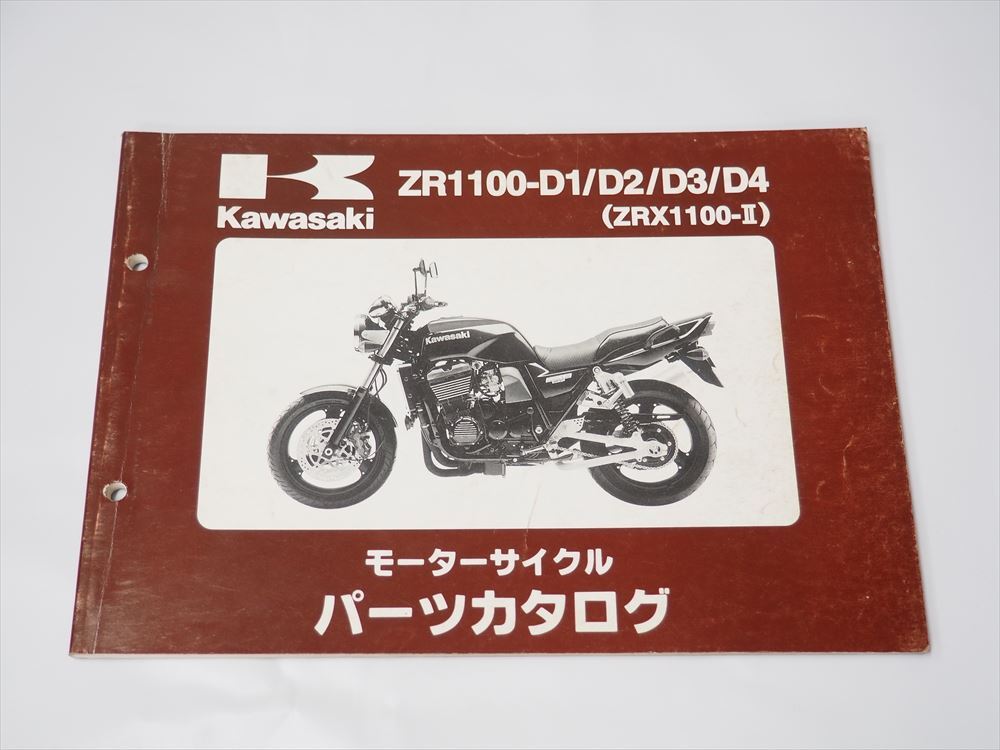 Kawasaki
ZR1100-D1/D2/D3/D4
(ZRX1100-Ⅱ)
Kawasaki
モーターサイクル
パーツカタログ